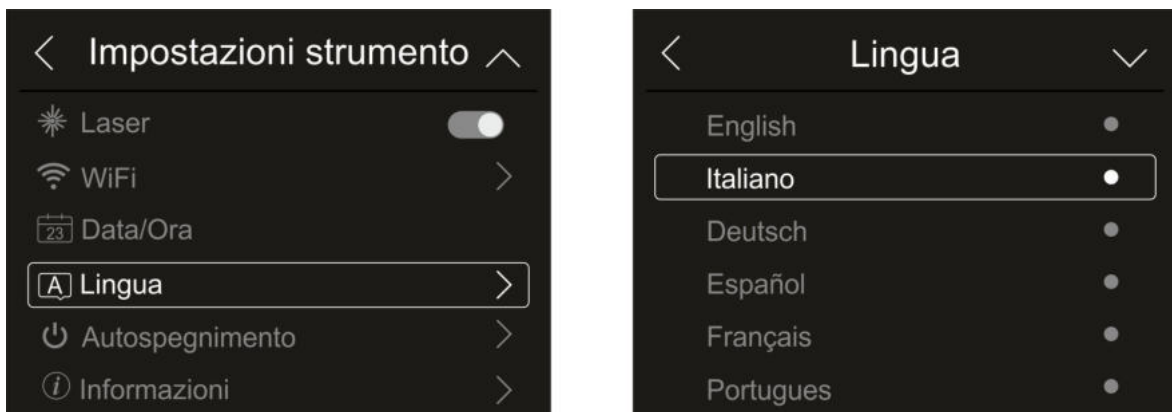 Impostazioni strumento
Laser
WiFi
23 Data/Ora
A Lingua
Autospegnimento
i Informazioni
Lingua
English
Italiano
Deutsch
Español
Français
Portugues